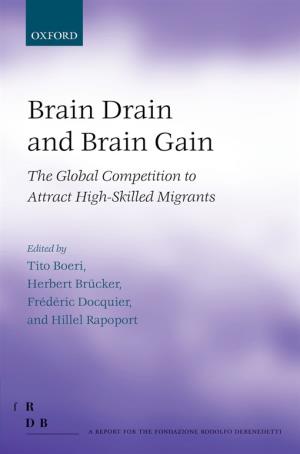 OXFORD
Brain Drain
and Brain Gain
The Global Competition to
Attract High-Skilled Migrants
Edited by
Tito Boeri,
Herbert Brücker,
Frédéric Docquier,
and Hillel Rapoport
f R
D B
A REPORT FOR THE FONDAZIONE RODOLFO DEBENEDETTI